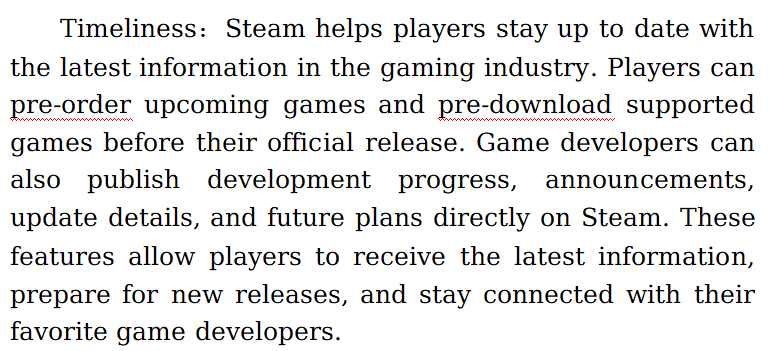 Timeliness：Steam helps players stay up to date with
the latest information in the gaming industry. Players can
pre-order upcoming games and pre-download supported
games before their official release. Game developers can
also publish development progress, announcements,
update details, and future plans directly on Steam. These
features allow players to receive the latest information,
prepare for new releases, and stay connected with their
favorite game developers.